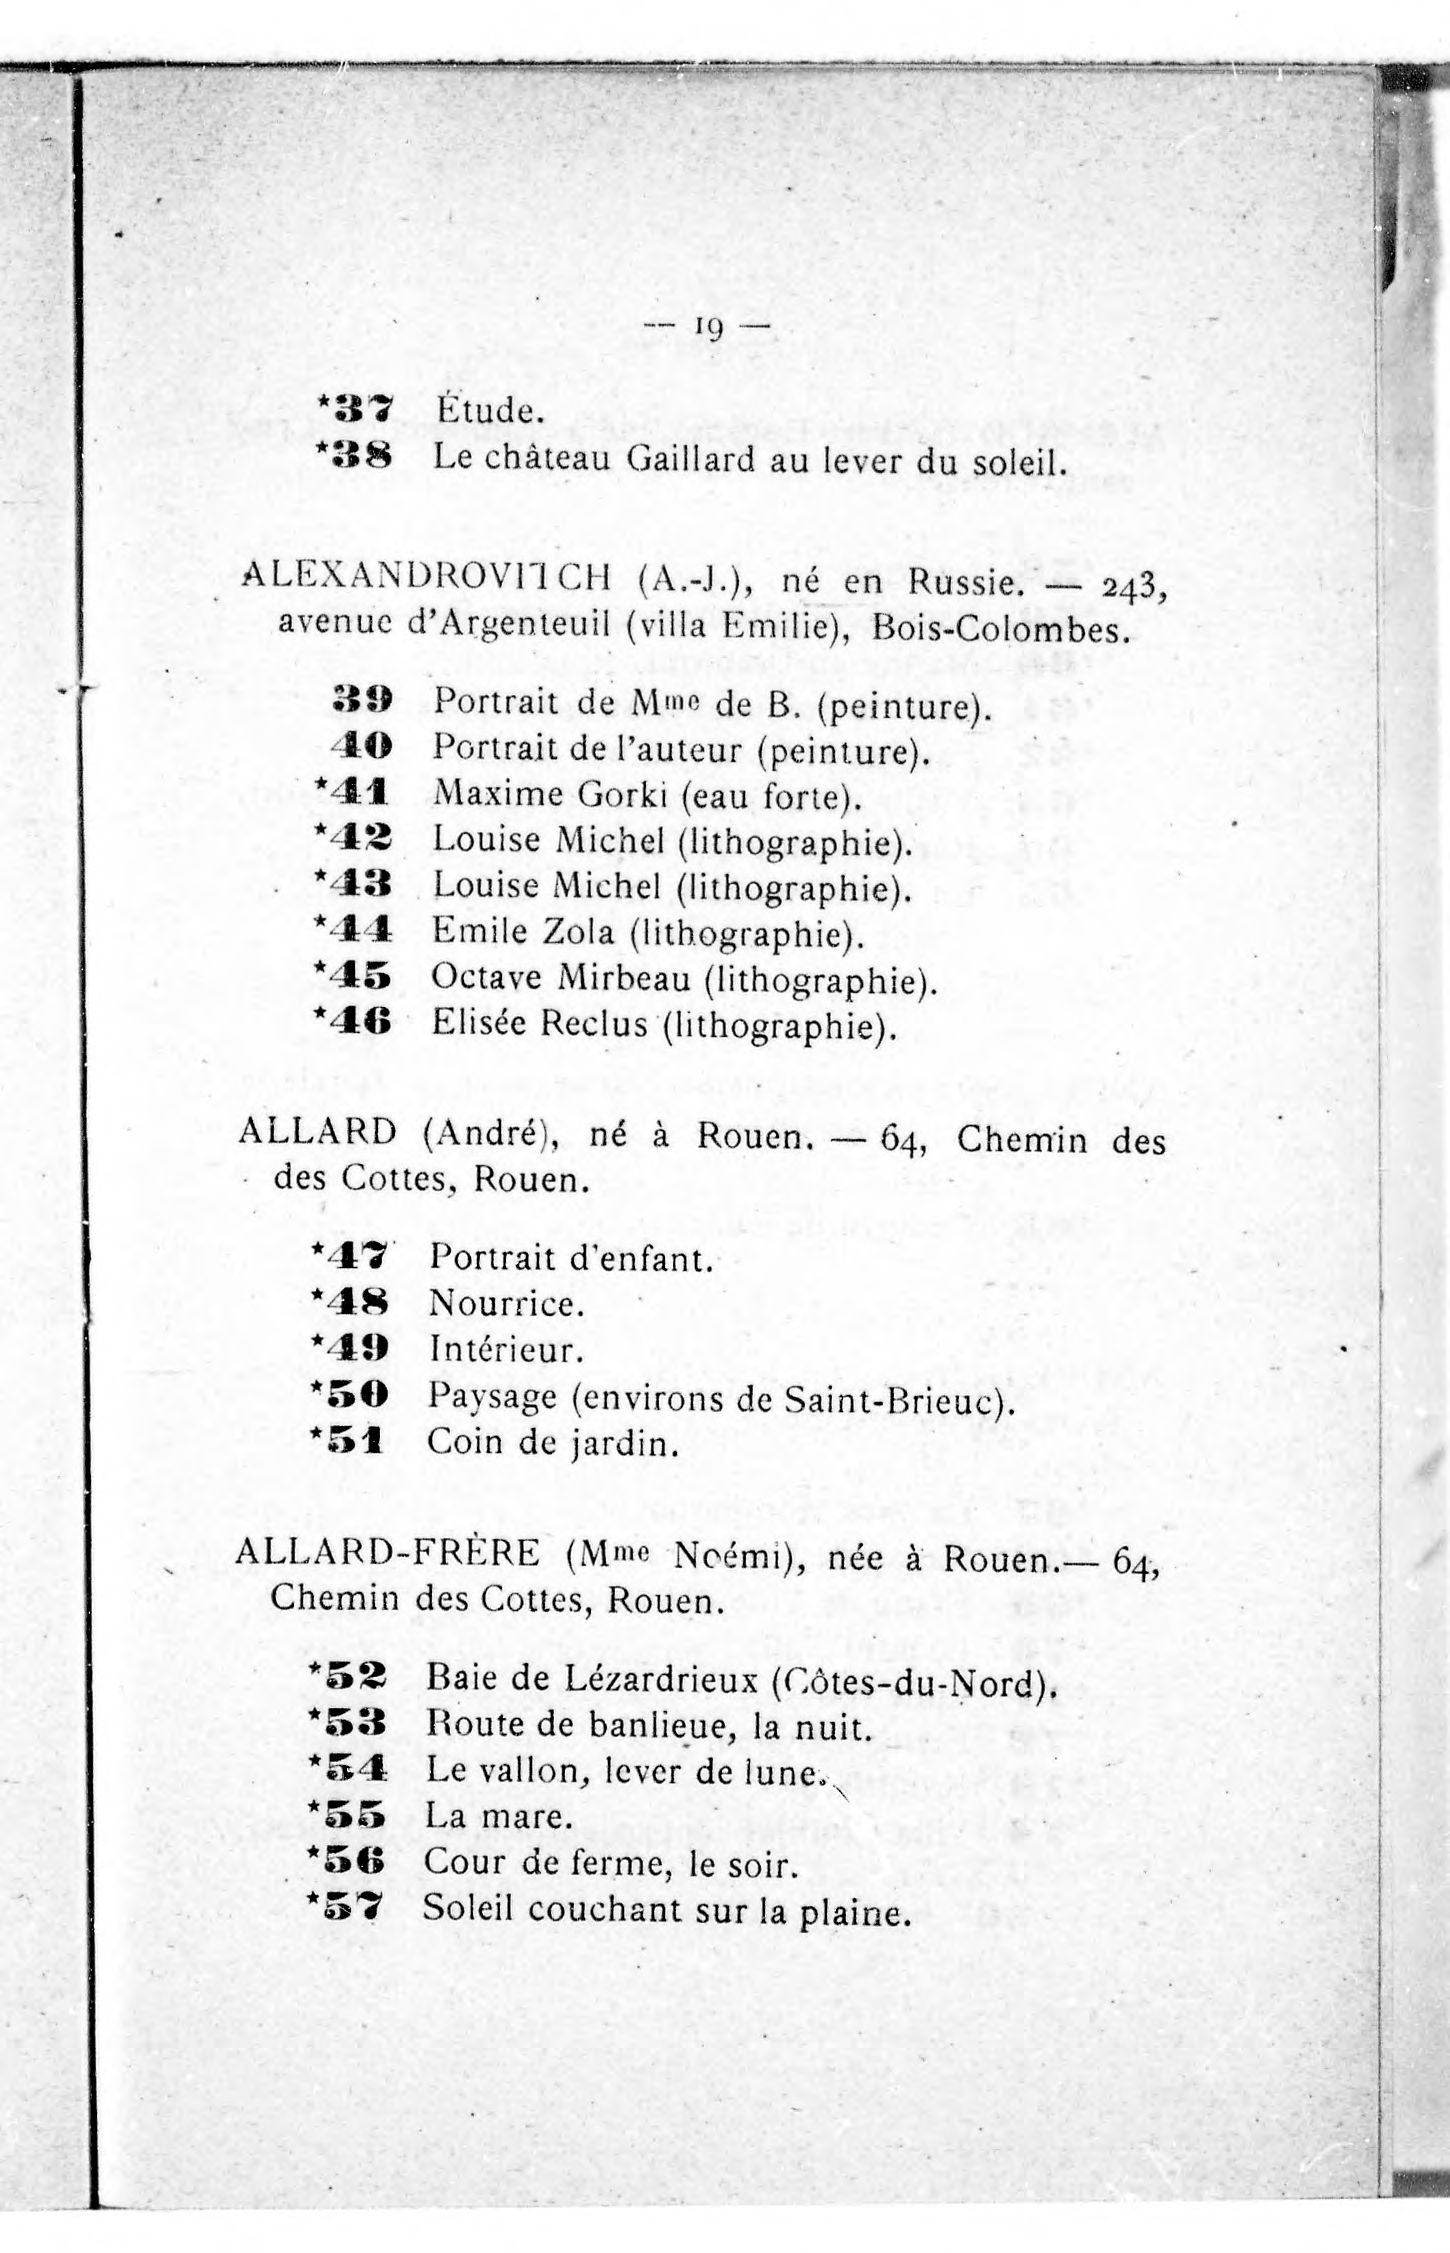 — 19 —
*37 Étude.
*38 Le château Gaillard au lever du soleil.
ALEXANDROVITCH (A.-J.), né en Russie. — 243,
avenue d'Argenteuil (villa Emilie), Bois-Colombes.
39 Portrait de Mme de B. (peinture).
40 Portrait de l'auteur (peinture).
*41 Maxime Gorki (eau forte).
*42 Louise Michel (lithographie).
*43 Louise Michel (lithographie).
*44 Emile Zola (lithographie).
*45 Octave Mirbeau (lithographie).
*46 Elisée Reclus (lithographie).
ALLARD (André), né à Rouen. — 64, Chemin des
des Cottes, Rouen.
*47 Portrait d'enfant.
*48 Nourrice.
*49 Intérieur.
*50 Paysage (environs de Saint-Brieuc).
*51 Coin de jardin.
ALLARD-FRÈRE (Mme Noémi), née à Rouen.— 64,
Chemin des Cottes, Rouen.
*52 Baie de Lézardrieux (Côtes-du-Nord).
*53 Route de banlieue, la nuit.
*54 Le vallon, lever de lune.
*55 La mare.
*56 Cour de ferme, le soir.
*57 Soleil couchant sur la plaine.